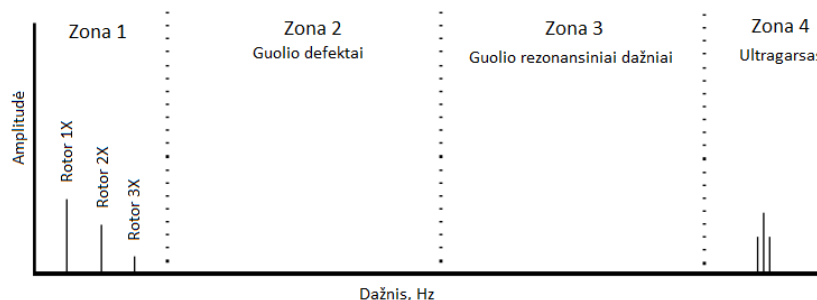 Zona 1
Zona 2
Zona 3
Zona 4
Guolio defektai
Guolio rezonansiniai dažniai
Ultragarsas
Amplitudė
Rotor 1X
Rotor 2X
Rotor 3X
Dažnis, Hz